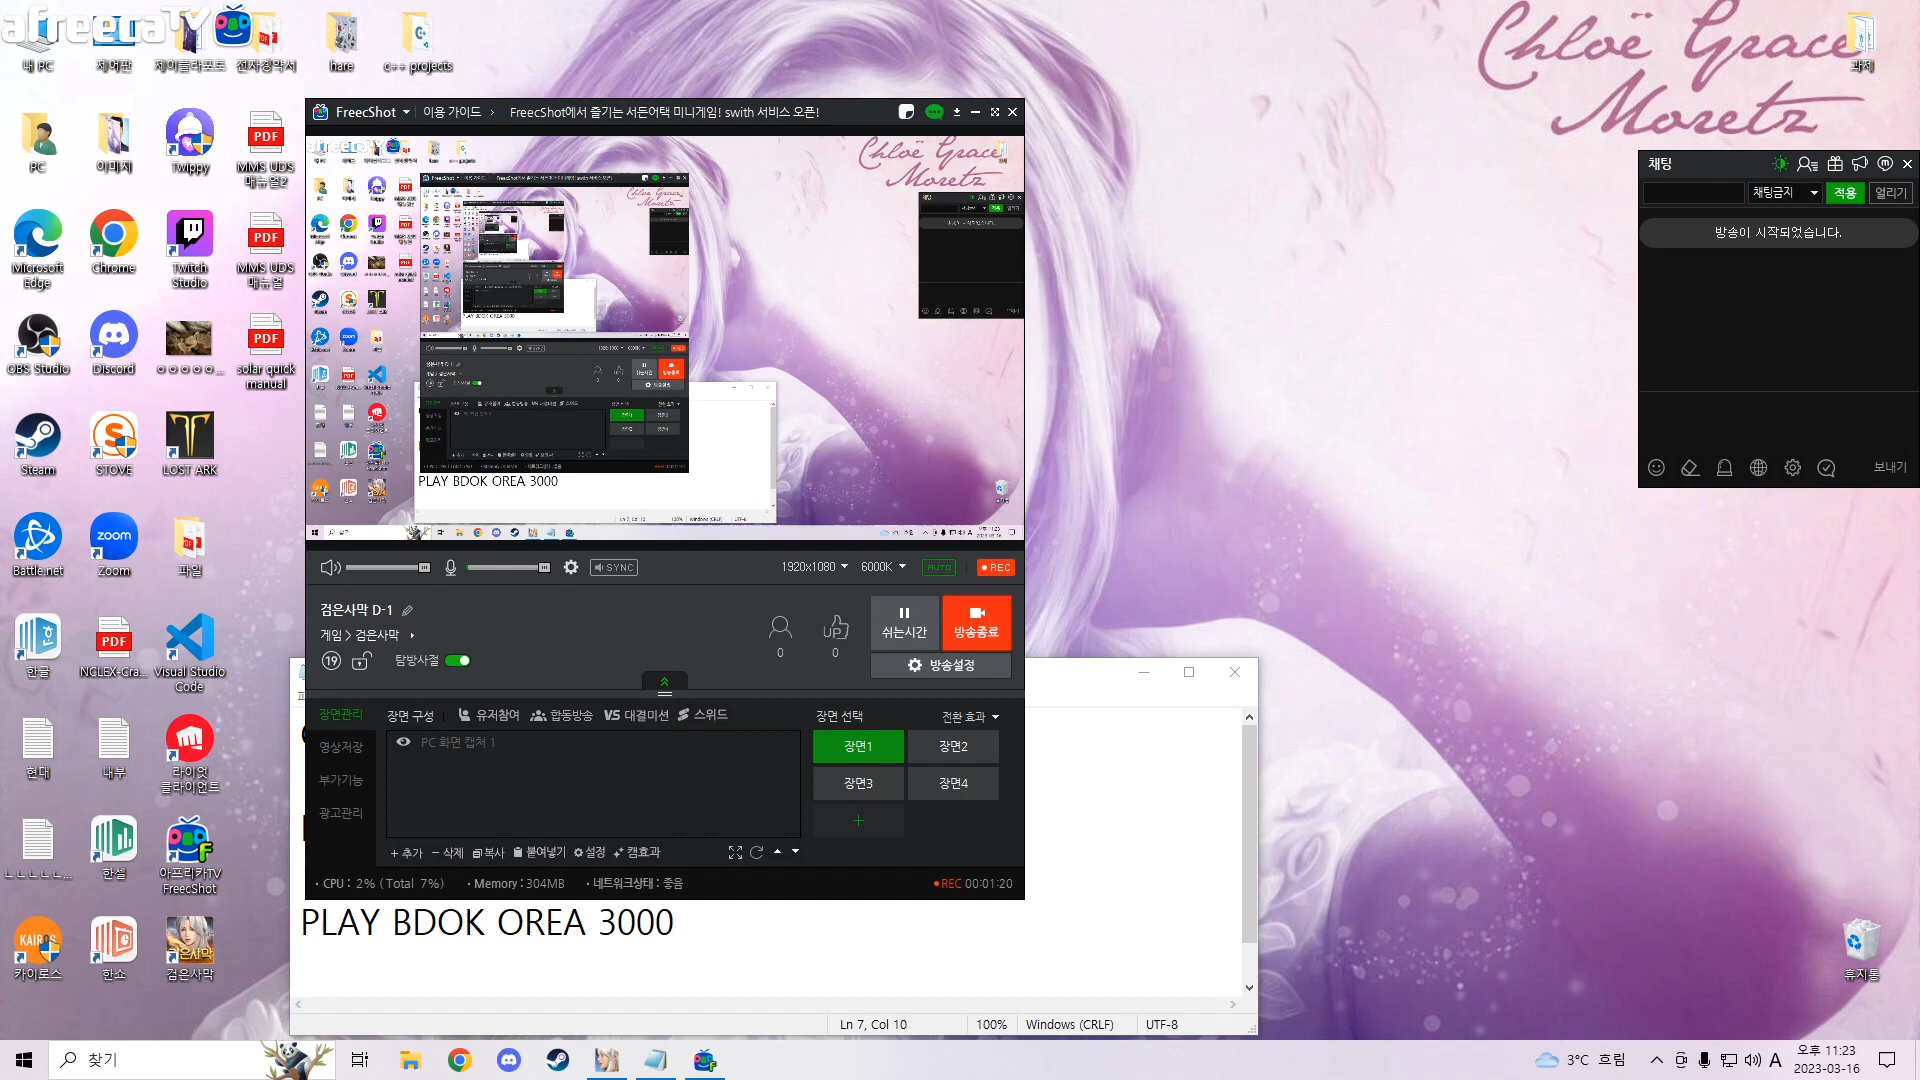 afreecaTV
내 PC
제어판
제이블라포토
전자경약서
hare
c++ projects
Chloë Grace
Moretz
과제
PC
이미지
Twippy
MMS UDS
매뉴얼2
Microsoft
Edge
Chrome
Twitch
Studio
MMS UDS
매뉴얼
OBS Studio
Discord
ㅇㅇㅇㅇㅇ...
solar quick
manual
Steam
STOVE
LOST ARK
Battle.net
Zoom
파일
한글
NCLEX-Cra...
Visual Studio
Code
현대
내부
라이엇
클라이언트
ㄴㄴㄴㄴㄴ...
한셀
아프리카TV
FreecShot
카이로스
한쇼
검은사막
휴지통
FreecShot
이용 가이드 >
FreecShot에서 즐기는 서든어택 미니게임! swith 서비스 오픈!
PLAY BDOK OREA 3000
SYNC
1920x1080
6000K
AUTO
REC
검은사막 D-1
게임 > 검은사막
19
탐방사절
0
UP
0
쉬는시간
방송종료
방송설정
장면관리
영상저장
부가기능
광고관리
장면 구성
유저참여
합동방송
VS 대결미션
스위드
PC 화면 캡처 1
+ 추가
− 삭제
복사
붙여넣기
설정
캠효과
장면 선택
전환 효과
장면1
장면2
장면3
장면4
+
· CPU : 2% (Total 7%)
· Memory : 304MB
· 네트워크상태 : 좋음
REC 00:01:20
채팅
채팅금지
적용
얼리기
방송이 시작되었습니다.
보내기
PLAY BDOK OREA 3000
Ln 7, Col 10
100%
Windows (CRLF)
UTF-8
찾기
3°C 흐림
A
오후 11:23
2023-03-16